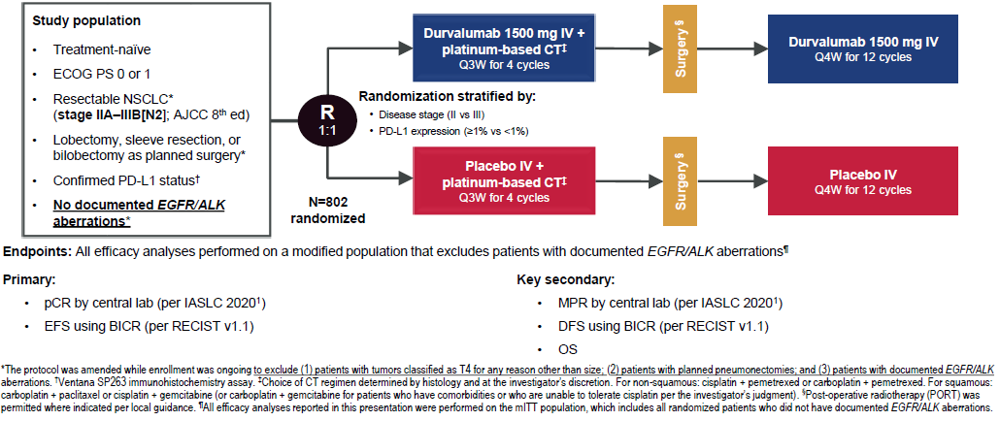 Study population
• Treatment-naïve
• ECOG PS 0 or 1
• Resectable NSCLC*
(stage IIA–IIIB[N2]; AJCC 8th ed)
• Lobectomy, sleeve resection, or
bilobectomy as planned surgery*
• Confirmed PD-L1 status†
• No documented EGFR/ALK
aberrations*
R
1:1
N=802
randomized
Durvalumab 1500 mg IV +
platinum-based CT‡
Q3W for 4 cycles
Surgery §
Durvalumab 1500 mg IV
Q4W for 12 cycles
Randomization stratified by:
• Disease stage (II vs III)
• PD-L1 expression (≥1% vs <1%)
Placebo IV +
platinum-based CT‡
Q3W for 4 cycles
Surgery §
Placebo IV
Q4W for 12 cycles
Endpoints: All efficacy analyses performed on a modified population that excludes patients with documented EGFR/ALK aberrations¶
Primary:
• pCR by central lab (per IASLC 2020¹)
• EFS using BICR (per RECIST v1.1)
Key secondary:
• MPR by central lab (per IASLC 2020¹)
• DFS using BICR (per RECIST v1.1)
• OS
*The protocol was amended while enrollment was ongoing to exclude (1) patients with tumors classified as T4 for any reason other than size; (2) patients with planned pneumonectomies; and (3) patients with documented EGFR/ALK
aberrations. †Ventana SP263 immunohistochemistry assay. ‡Choice of CT regimen determined by histology and at the investigator's discretion. For non-squamous: cisplatin + pemetrexed or carboplatin + pemetrexed. For squamous:
carboplatin + paclitaxel or cisplatin + gemcitabine (or carboplatin + gemcitabine for patients who have comorbidities or who are unable to tolerate cisplatin per the investigator's judgment). §Post-operative radiotherapy (PORT) was
permitted where indicated per local guidance. ¶All efficacy analyses reported in this presentation were performed on the mITT population, which includes all randomized patients who did not have documented EGFR/ALK aberrations.